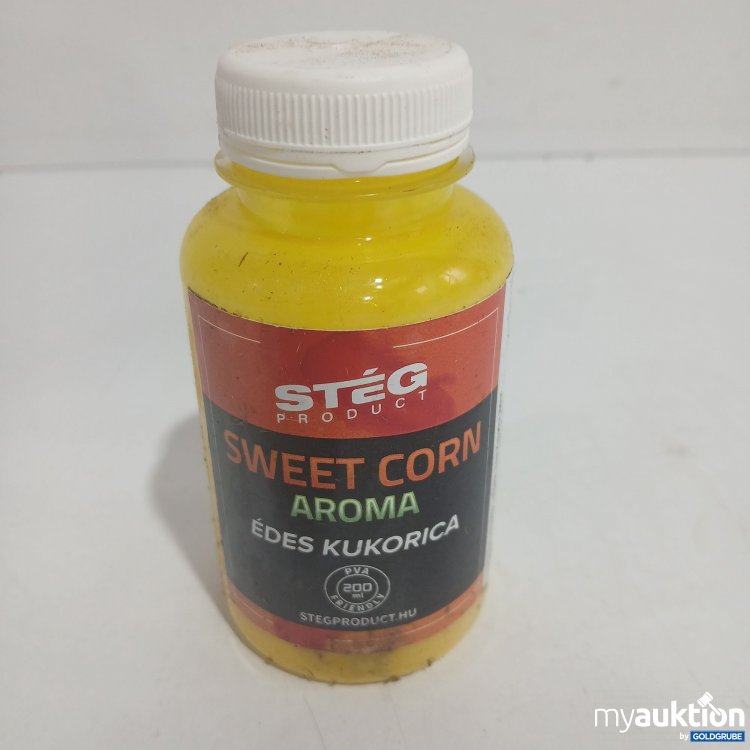 STÉG
PRODUCT
SWEET CORN
AROMA
ÉDES KUKORICA
PVA
200
ml
FRIENDLY
STEGPRODUCT.HU
myauktion
by GOLDGRUBE